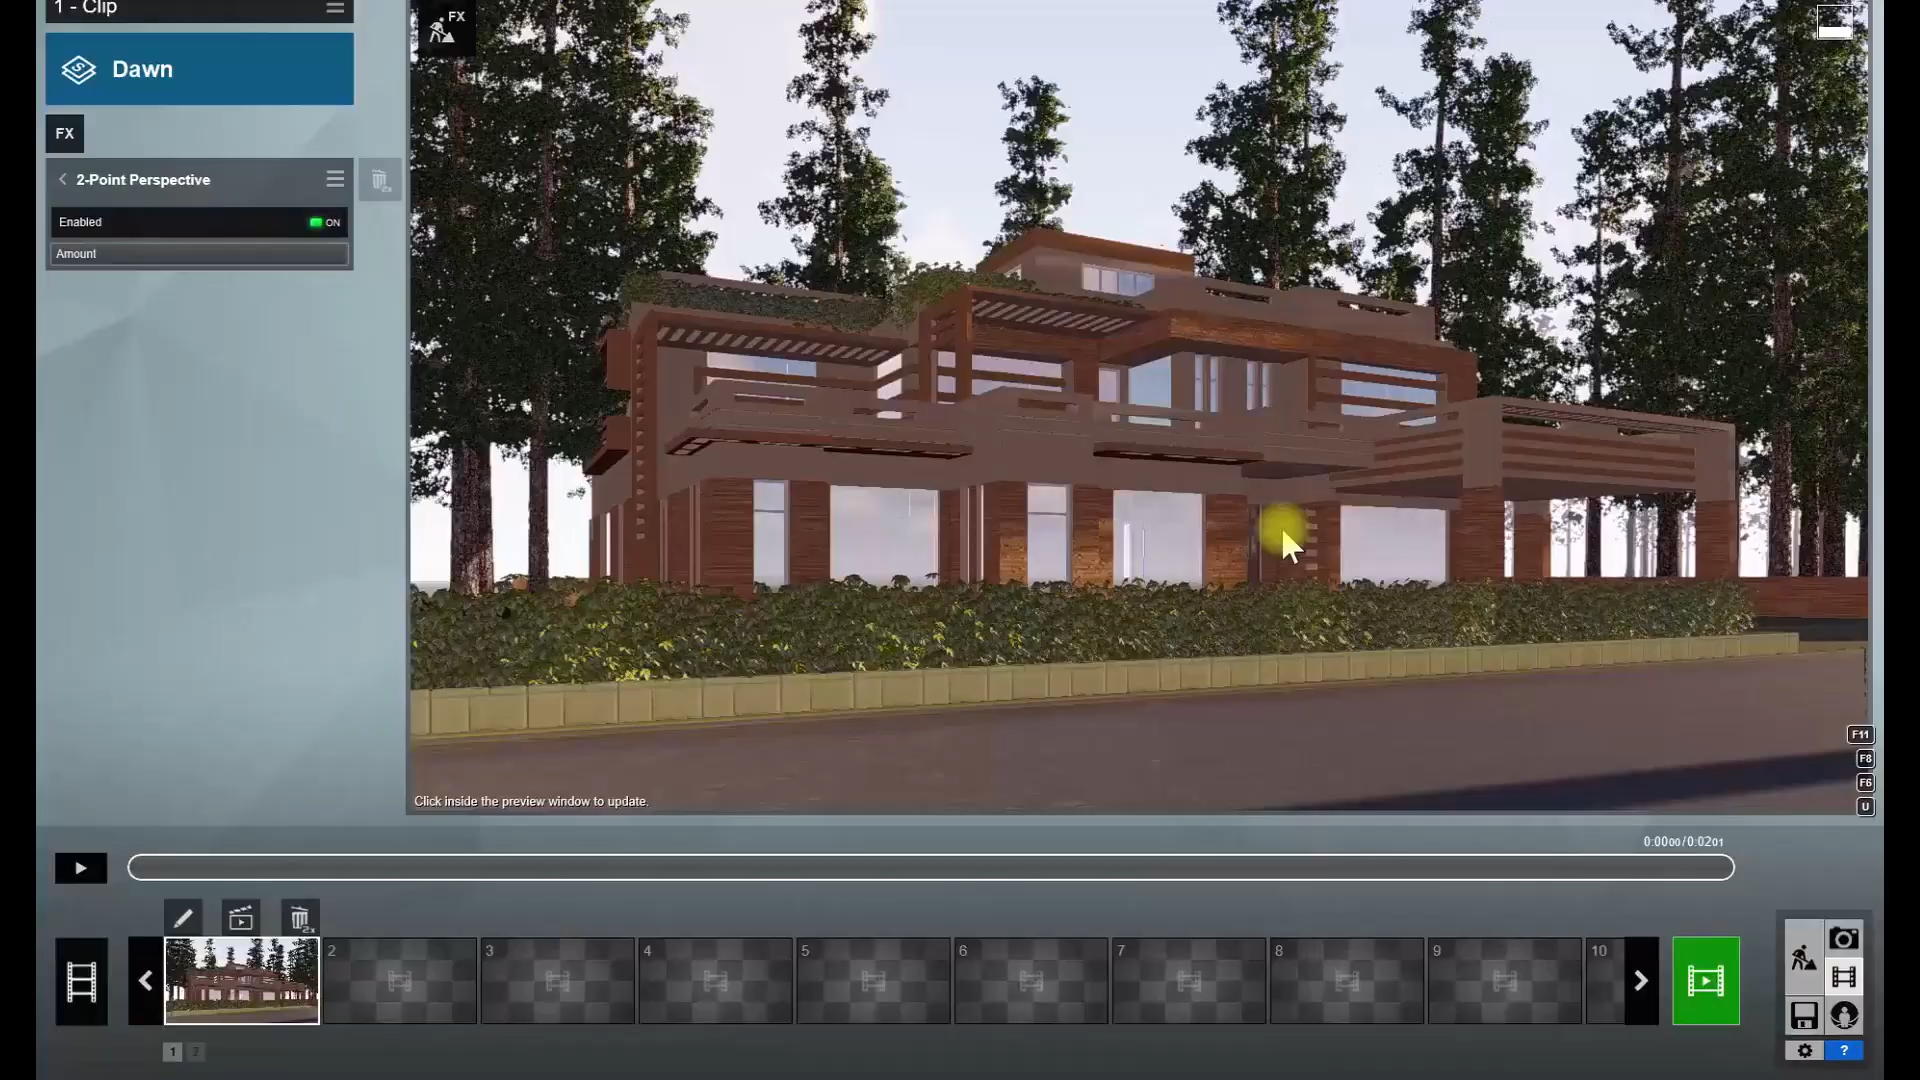 1 - Clip
FX
Dawn
FX
2-Point Perspective
Enabled
ON
Amount
Click inside the preview window to update.
F11
F8
F6
U
0:0000/0:0201
2
3
4
5
6
7
8
9
10
1 2
?